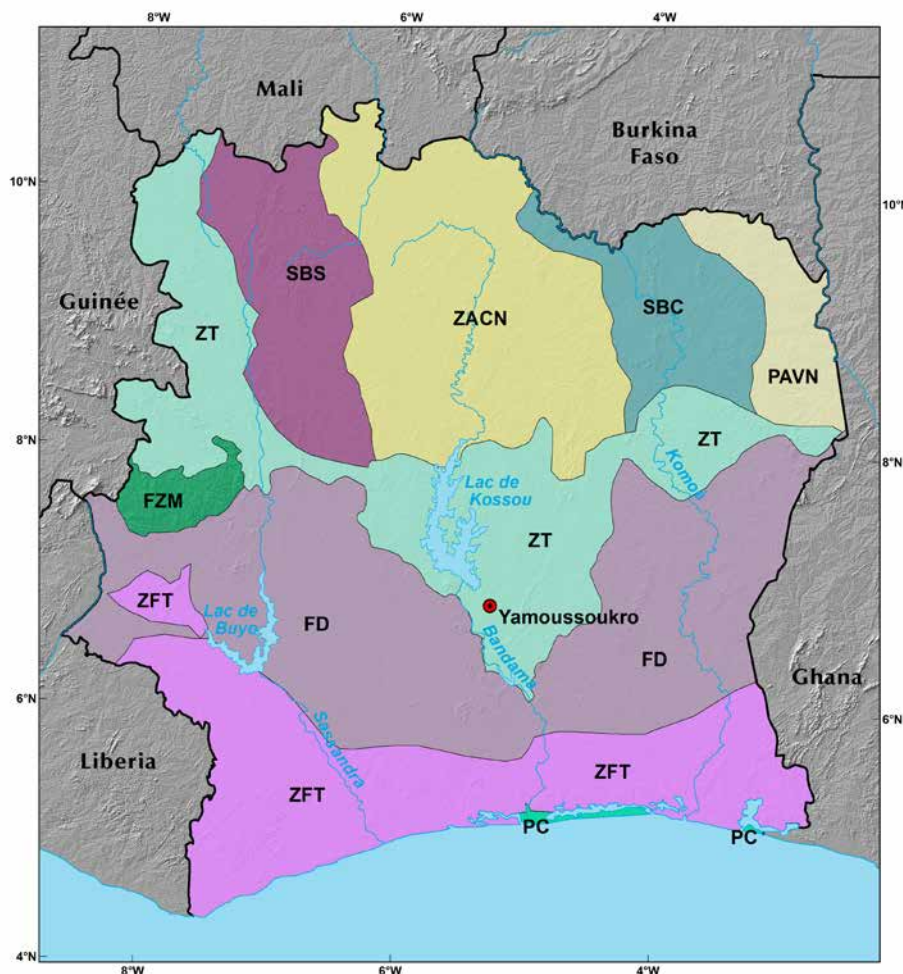 8°W
6°W
4°W
Mali
Burkina
Faso
10°N
10°N
SBS
Guinée
SBC
ZACN
ZT
PAVN
8°N
ZT
8°N
Komoé
Lac de
Kossou
FZM
ZT
ZFT
Yamoussoukro
Lac de
Buyo
FD
FD
Bandama
Ghana
6°N
6°N
Sassandra
Liberia
ZFT
ZFT
PC
PC
4°N
8°W
6°W
4°W